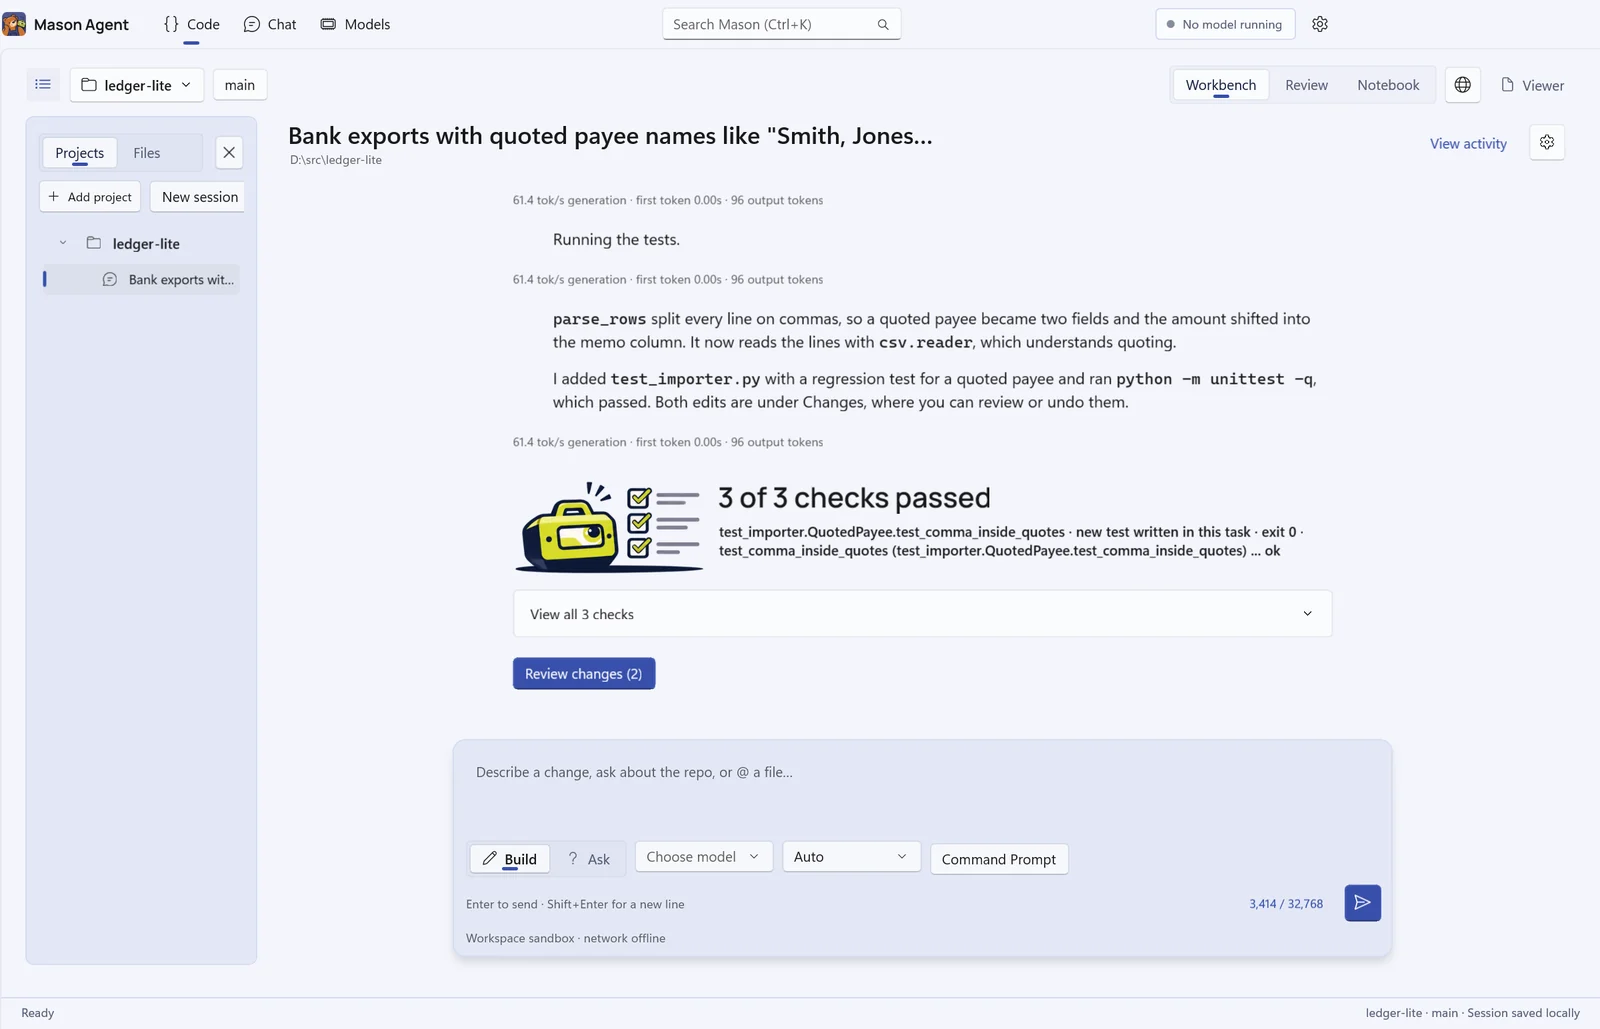 Mason Agent
{} Code
Chat
Models
Search Mason (Ctrl+K)
No model running
ledger-lite
main
Workbench
Review
Notebook
Viewer
Projects
Files
+ Add project
New session
ledger-lite
Bank exports wit...
Bank exports with quoted payee names like "Smith, Jones...
D:\src\ledger-lite
View activity
61.4 tok/s generation · first token 0.00s · 96 output tokens
Running the tests.
61.4 tok/s generation · first token 0.00s · 96 output tokens
parse_rows split every line on commas, so a quoted payee became two fields and the amount shifted into
the memo column. It now reads the lines with csv.reader, which understands quoting.
I added test_importer.py with a regression test for a quoted payee and ran python -m unittest -q,
which passed. Both edits are under Changes, where you can review or undo them.
61.4 tok/s generation · first token 0.00s · 96 output tokens
3 of 3 checks passed
test_importer.QuotedPayee.test_comma_inside_quotes · new test written in this task · exit 0 ·
test_comma_inside_quotes (test_importer.QuotedPayee.test_comma_inside_quotes) ... ok
View all 3 checks
Review changes (2)
Describe a change, ask about the repo, or @ a file...
Build
? Ask
Choose model
Auto
Command Prompt
Enter to send · Shift+Enter for a new line
3,414 / 32,768
Workspace sandbox · network offline
Ready
ledger-lite · main · Session saved locally